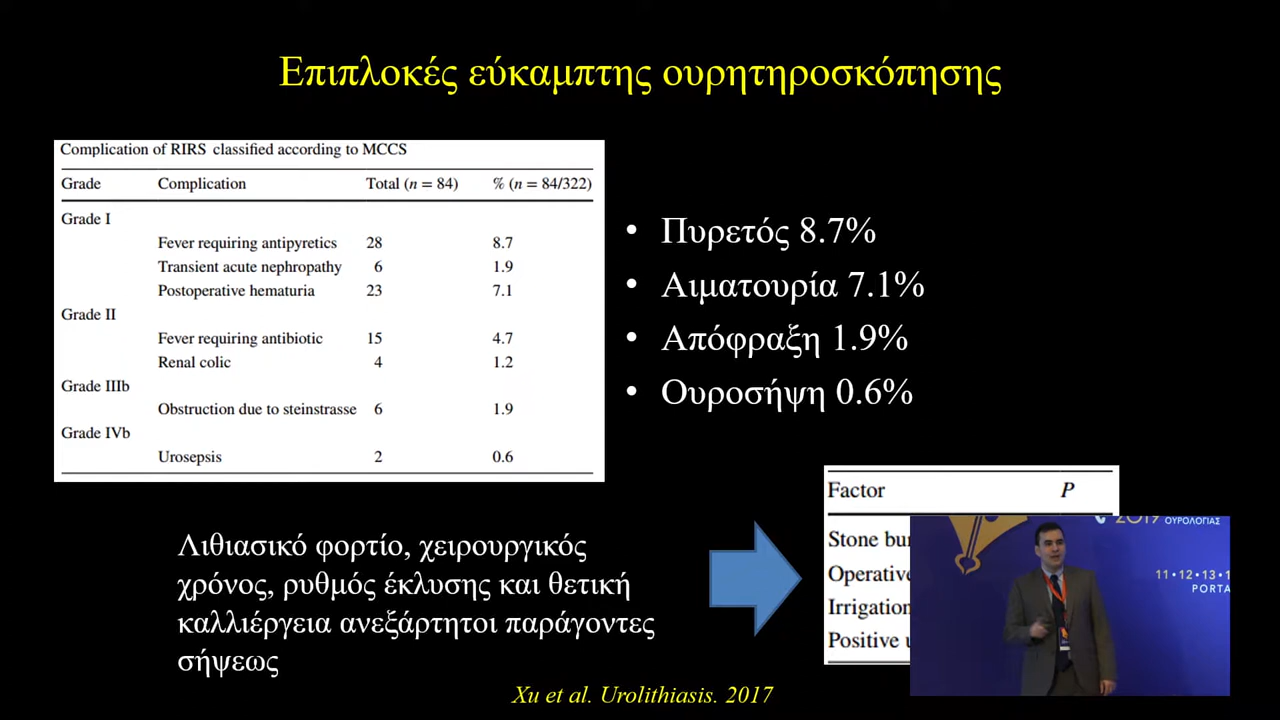 Επιπλοκές εύκαμπτης ουρητηροσκόπησης
Complication of RIRS classified according to MCCS
Grade Complication Total (n = 84) % (n = 84/322)
Grade I
Fever requiring antipyretics 28 8.7
Transient acute nephropathy 6 1.9
Postoperative hematuria 23 7.1
Grade II
Fever requiring antibiotic 15 4.7
Renal colic 4 1.2
Grade IIIb
Obstruction due to steinstrasse 6 1.9
Grade IVb
Urosepsis 2 0.6
• Πυρετός 8.7%
• Αιματουρία 7.1%
• Απόφραξη 1.9%
• Ουροσήψη 0.6%
Λιθιασικό φορτίο, χειρουργικός
χρόνος, ρυθμός έκλυσης και θετική
καλλιέργεια ανεξάρτητοι παράγοντες
σήψεως
Factor P
Stone
Operative
Irrigation
Positive
2019 ΟΥΡΟΛΟΓΙΑΣ
11•12•13•1
PORTA
Xu et al. Urolithiasis. 2017